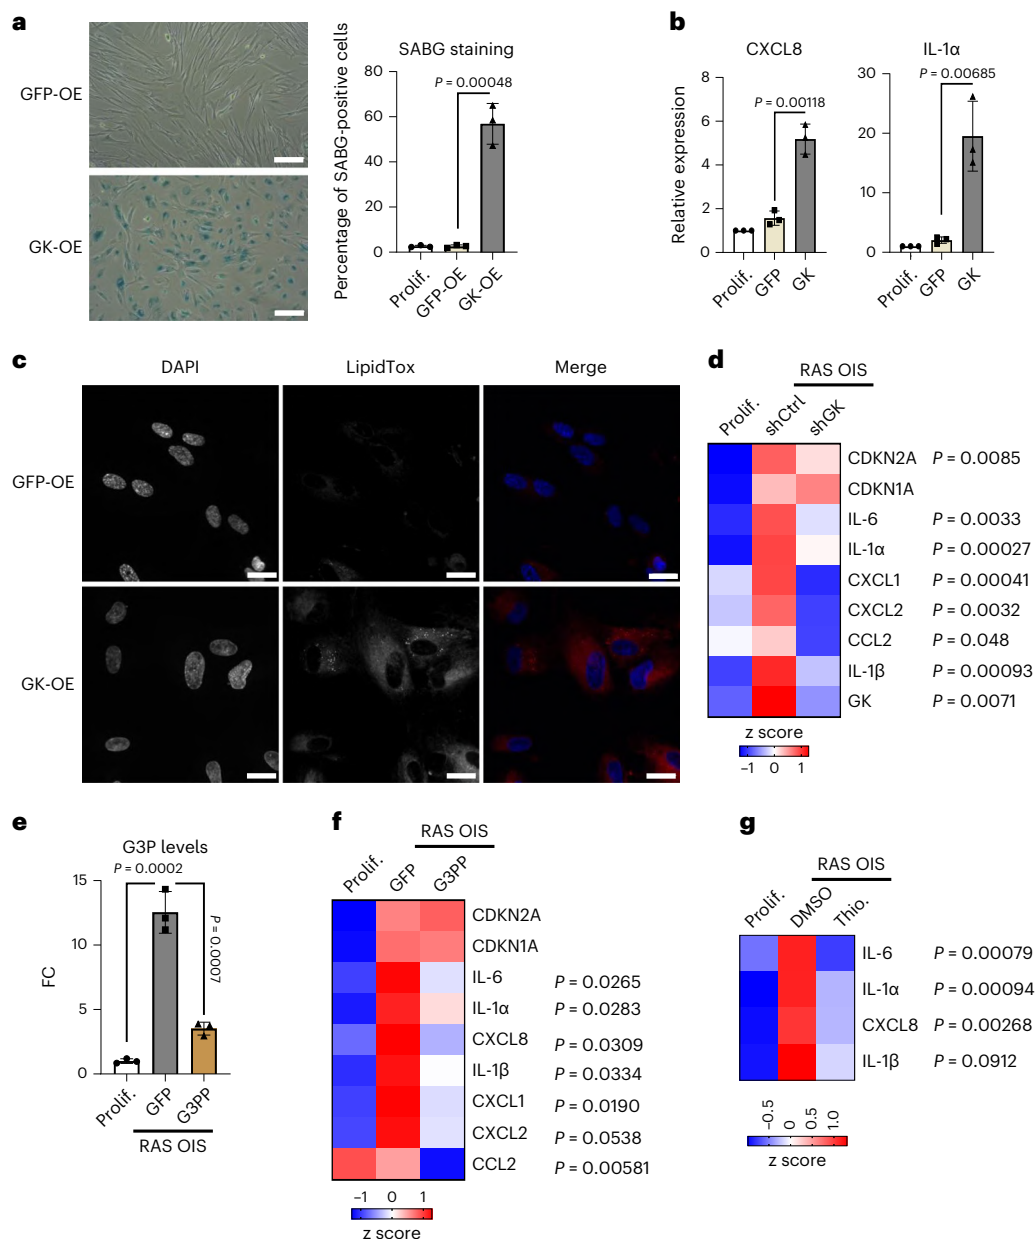 a
GFP-OE
GK-OE
SABG staining
Percentage of SABG-positive cells
80
60
40
20
0
P = 0.00048
Prolif.
GFP-OE
GK-OE
b
CXCL8
Relative expression
8
6
4
2
0
P = 0.00118
Prolif.
GFP
GK
IL-1α
30
20
10
0
P = 0.00685
Prolif.
GFP
GK
c
DAPI
LipidTox
Merge
GFP-OE
GK-OE
d
RAS OIS
Prolif.
shCtrl
shGK
CDKN2A P = 0.0085
CDKN1A
IL-6 P = 0.0033
IL-1α P = 0.00027
CXCL1 P = 0.00041
CXCL2 P = 0.0032
CCL2 P = 0.048
IL-1β P = 0.00093
GK P = 0.0071
z score
–1 0 1
e
G3P levels
P = 0.0002
P = 0.0007
FC
15
10
5
0
Prolif.
GFP
G3PP
RAS OIS
f
RAS OIS
Prolif.
GFP
G3PP
CDKN2A
CDKN1A
IL-6 P = 0.0265
IL-1α P = 0.0283
CXCL8 P = 0.0309
IL-1β P = 0.0334
CXCL1 P = 0.0190
CXCL2 P = 0.0538
CCL2 P = 0.00581
–1 0 1
z score
g
RAS OIS
Prolif.
DMSO
Thio.
IL-6 P = 0.00079
IL-1α P = 0.00094
CXCL8 P = 0.00268
IL-1β P = 0.0912
–0.5 0 0.5 1.0
z score